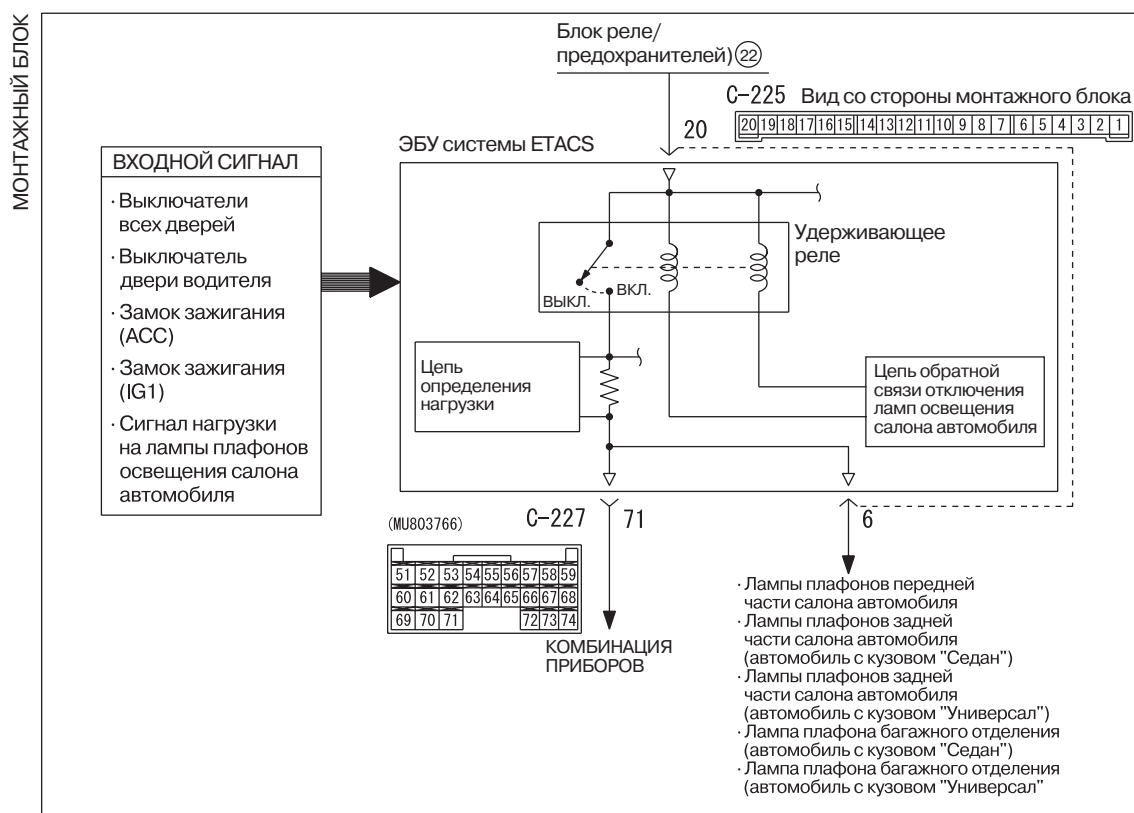 МОНТАЖНЫЙ БЛОК
Блок реле/
предохранителей) 22
C-225 Вид со стороны монтажного блока
20 19 18 17 16 15 14 13 12 11 10 9 8 7 6 5 4 3 2 1
20
ЭБУ системы ETACS
ВХОДНОЙ СИГНАЛ
· Выключатели
всех дверей
· Выключатель
двери водителя
· Замок зажигания
(ACC)
· Замок зажигания
(IG1)
· Сигнал нагрузки
на лампы плафонов
освещения салона
автомобиля
Удерживающее
реле
ВЫКЛ.
ВКЛ.
Цепь
определения
нагрузки
Цепь обратной
связи отключения
ламп освещения
салона автомобиля
(MU803766)
C-227
71
6
51 52 53 54 55 56 57 58 59
60 61 62 63 64 65 66 67 68
69 70 71 72 73 74
КОМБИНАЦИЯ
ПРИБОРОВ
· Лампы плафонов передней
части салона автомобиля
· Лампы плафонов задней
части салона автомобиля
(автомобиль с кузовом "Седан")
· Лампы плафонов задней
части салона автомобиля
(автомобиль с кузовом "Универсал")
· Лампа плафона багажного отделения
(автомобиль с кузовом "Седан")
· Лампа плафона багажного отделения
(автомобиль с кузовом "Универсал"